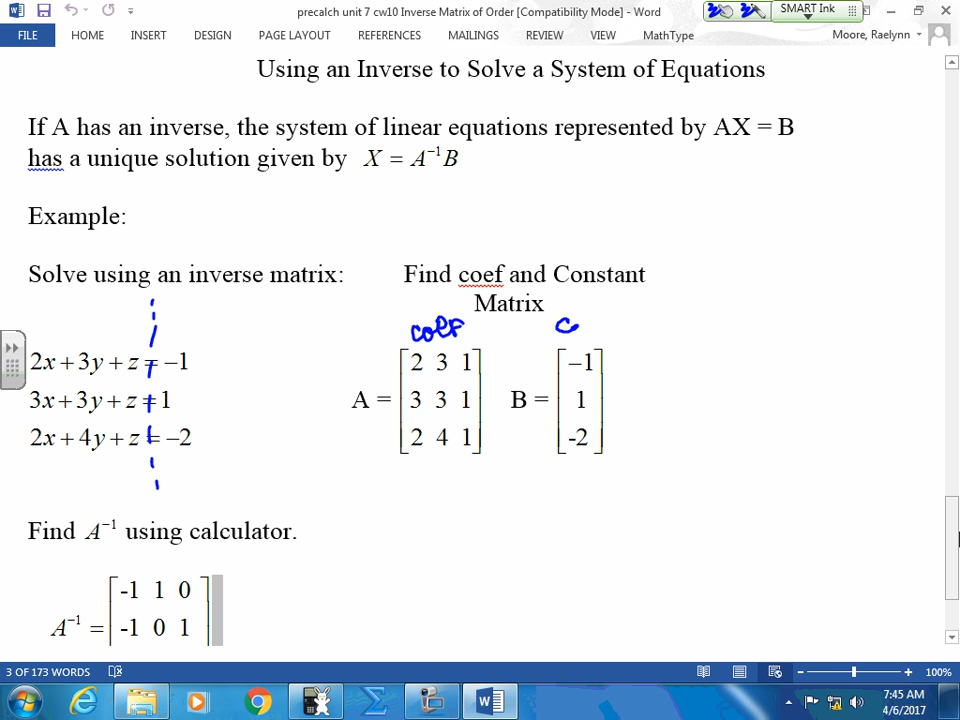 precalch unit 7 cw10 Inverse Matrix of Order [Compatibility Mode] - Word
SMART Ink
FILE HOME INSERT DESIGN PAGE LAYOUT REFERENCES MAILINGS REVIEW VIEW MathType Moore, Raelynn
Using an Inverse to Solve a System of Equations
If A has an inverse, the system of linear equations represented by AX = B
has a unique solution given by X = A⁻¹B
Example:
Solve using an inverse matrix: Find coef and Constant
Matrix
coef c
2x + 3y + z = −1
3x + 3y + z = 1
2x + 4y + z = −2
A = [2 3 1
3 3 1
2 4 1]
B = [−1
1
-2]
Find A⁻¹ using calculator.
A⁻¹ = [-1 1 0
-1 0 1
3 OF 173 WORDS 100%
7:45 AM
4/6/2017